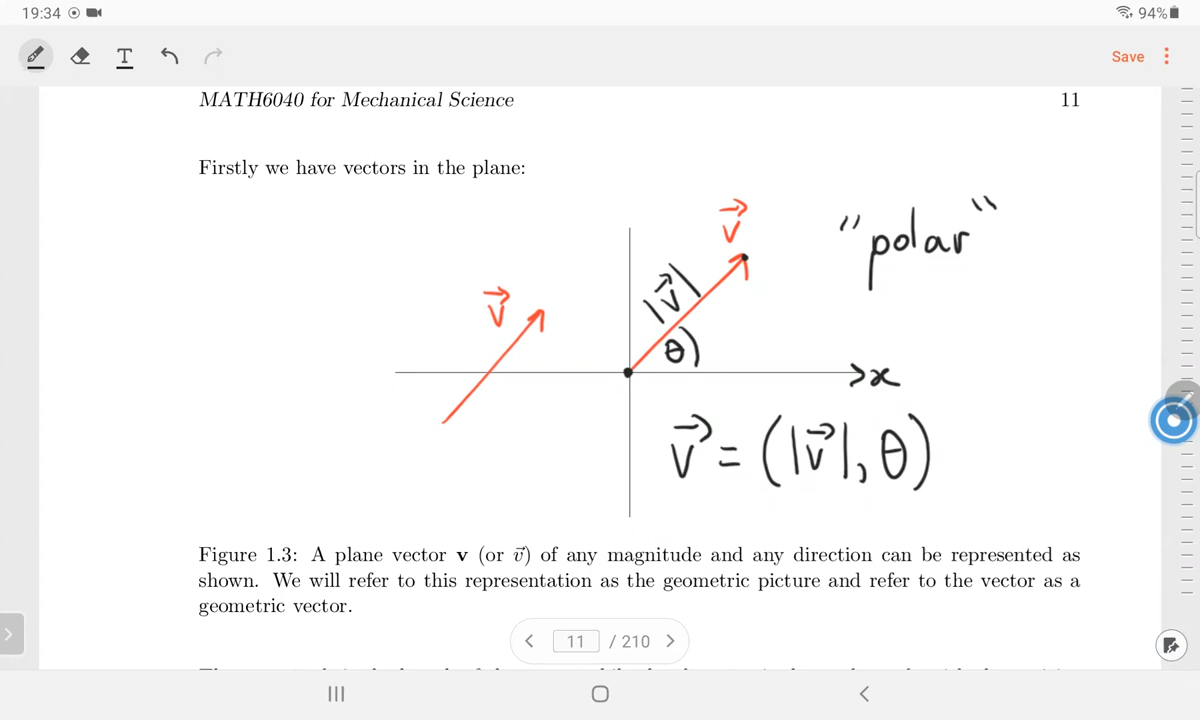 19:34
94%
T
Save
MATH6040 for Mechanical Science 11
Firstly we have vectors in the plane:
"polar"
v⃗
v⃗
|v⃗|
θ
x
v⃗ = (|v⃗|, θ)
Figure 1.3: A plane vector v (or v⃗) of any magnitude and any direction can be represented as
shown. We will refer to this representation as the geometric picture and refer to the vector as a
geometric vector.
11 / 210